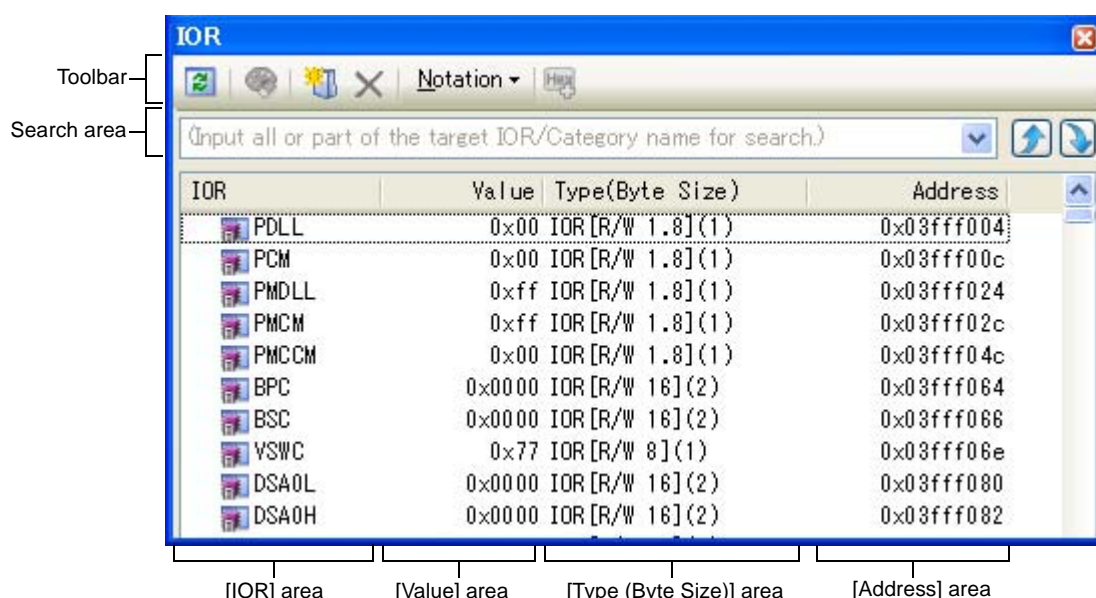 IOR
Toolbar
Notation
Hex
Search area
(Input all or part of the target IOR/Category name for search.)
IOR Value Type(Byte Size) Address
PDLL 0x00 IOR[R/W 1.8](1) 0x03fff004
PCM 0x00 IOR[R/W 1.8](1) 0x03fff00c
PMDLL 0xff IOR[R/W 1.8](1) 0x03fff024
PMCM 0xff IOR[R/W 1.8](1) 0x03fff02c
PMCCM 0x00 IOR[R/W 1.8](1) 0x03fff04c
BPC 0x0000 IOR[R/W 16](2) 0x03fff064
BSC 0x0000 IOR[R/W 16](2) 0x03fff066
VSWC 0x77 IOR[R/W 8](1) 0x03fff06e
DSA0L 0x0000 IOR[R/W 16](2) 0x03fff080
DSA0H 0x0000 IOR[R/W 16](2) 0x03fff082
[IOR] area [Value] area [Type (Byte Size)] area [Address] area